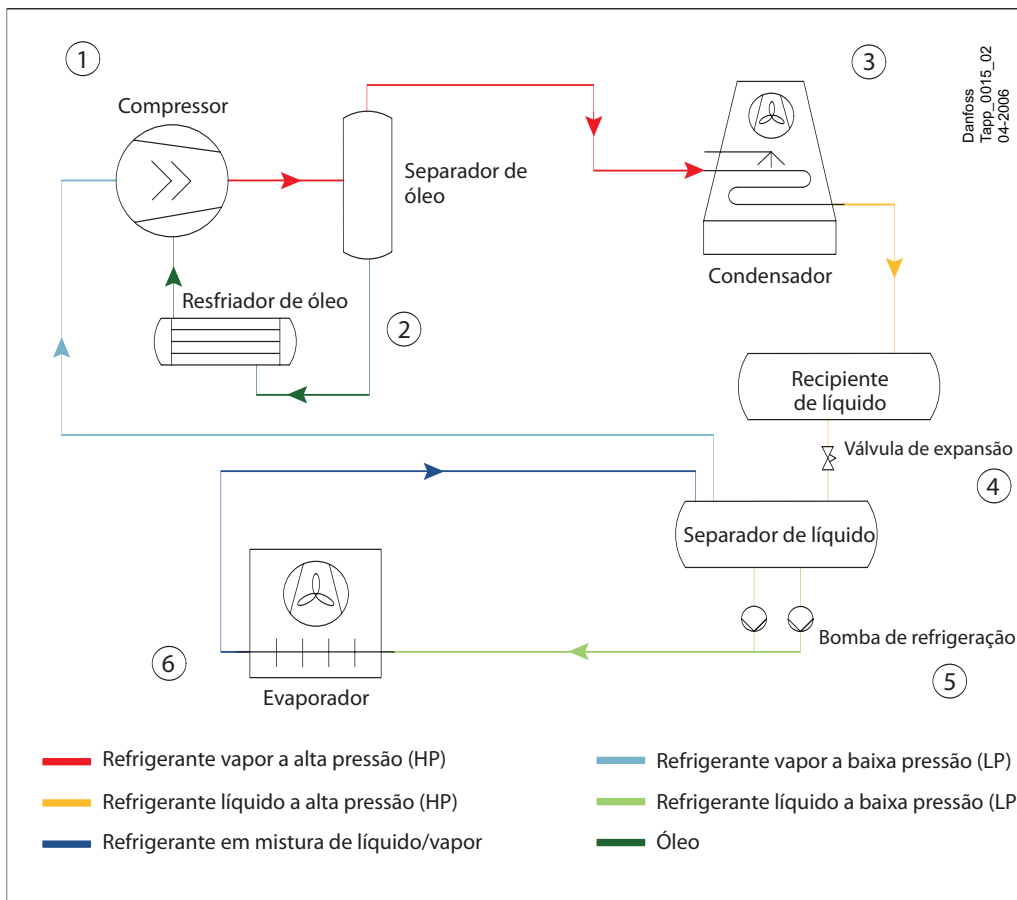 1
3
Danfoss
Tapp_0015_02
04-2006
Compressor
Separador de
óleo
Condensador
Resfriador de óleo
2
Recipiente
de líquido
Válvula de expansão
4
Separador de líquido
Bomba de refrigeração
5
6
Evaporador
Refrigerante vapor a alta pressão (HP)
Refrigerante vapor a baixa pressão (LP)
Refrigerante líquido a alta pressão (HP)
Refrigerante líquido a baixa pressão (LP
Refrigerante em mistura de líquido/vapor
Óleo